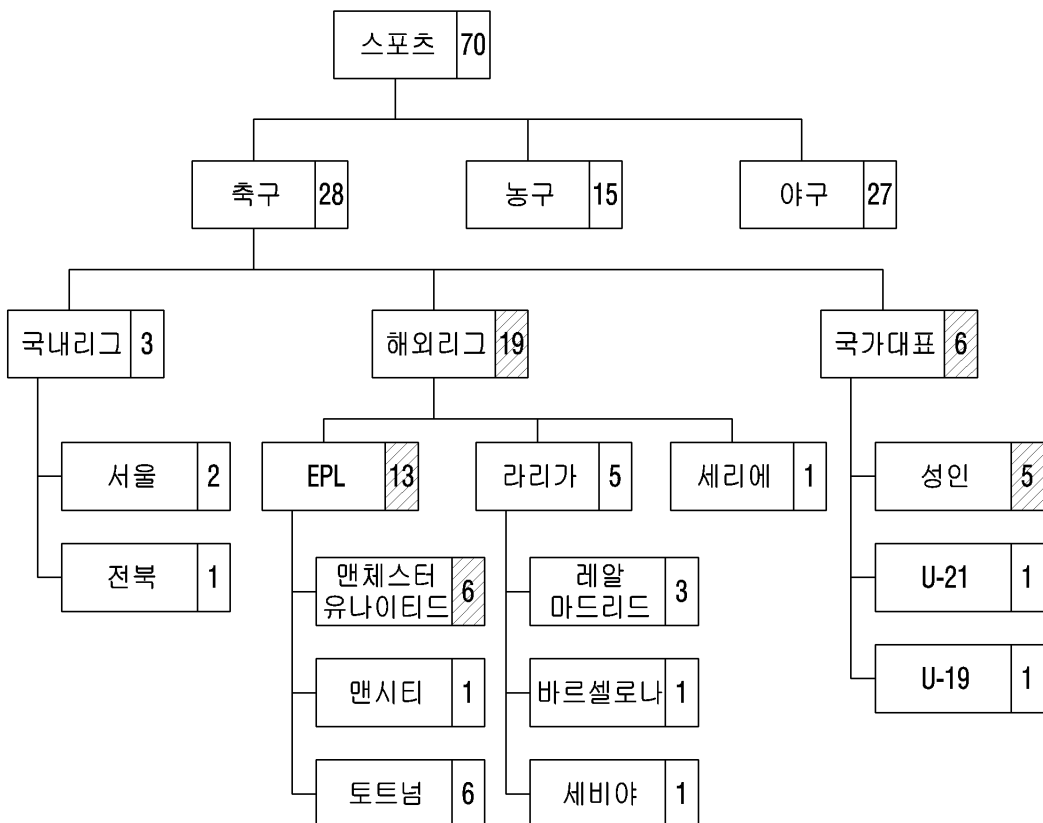 스포츠 70
축구 28
농구 15
야구 27
국내리그 3
해외리그 19
국가대표 6
서울 2
EPL 13
라리가 5
세리에 1
성인 5
전북 1
맨체스터
유나이티드 6
레알
마드리드 3
U-21 1
맨시티 1
바르셀로나 1
U-19 1
토트넘 6
세비야 1